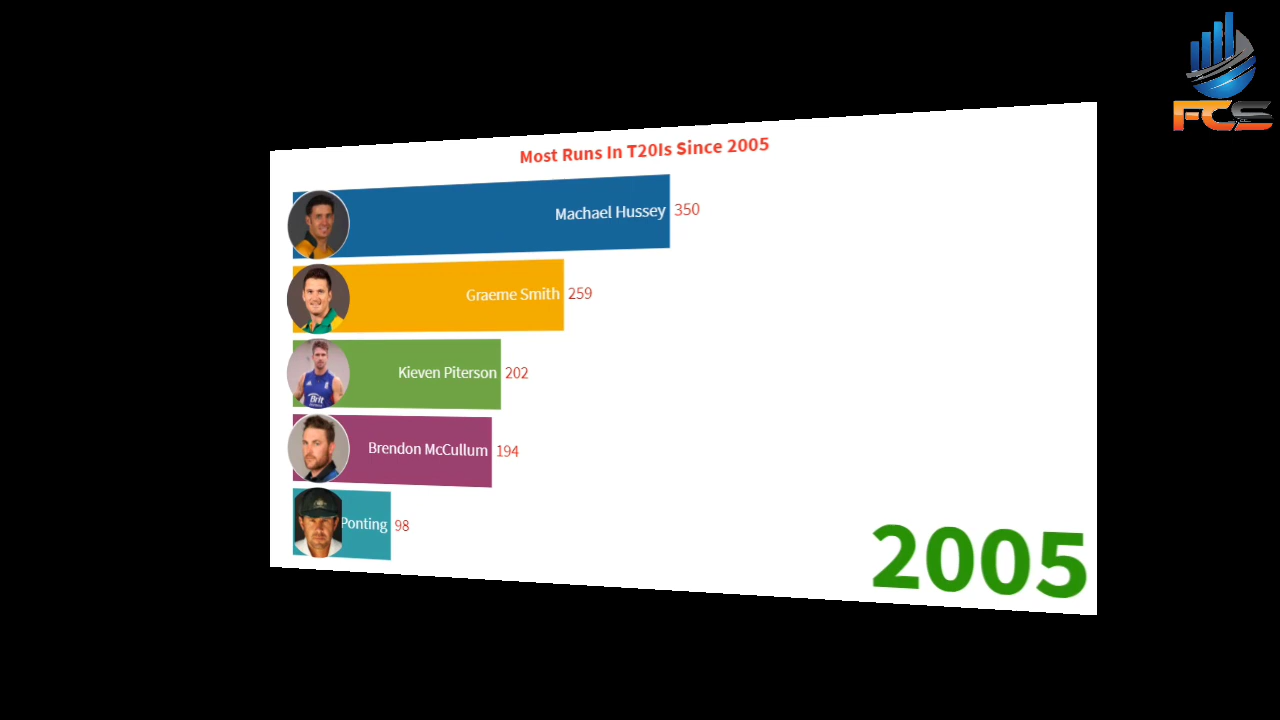 FCS
Most Runs In T20Is Since 2005
Machael Hussey 350
Graeme Smith 259
Kieven Piterson 202
Brendon McCullum 194
Ponting 98
2005